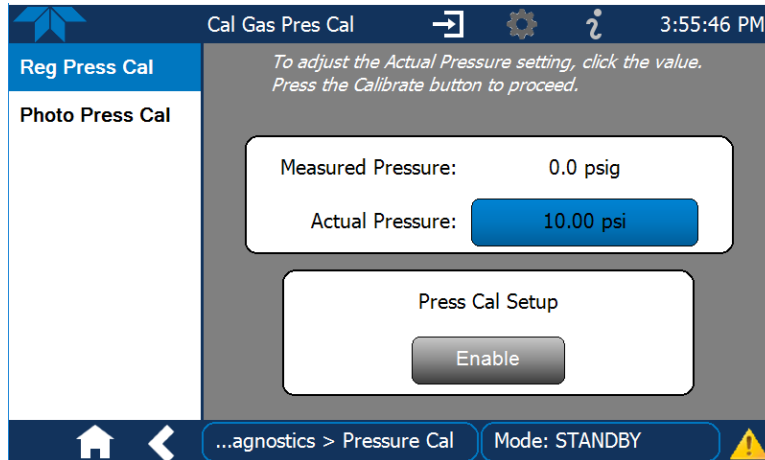 Cal Gas Pres Cal
3:55:46 PM
Reg Press Cal
Photo Press Cal
To adjust the Actual Pressure setting, click the value.
Press the Calibrate button to proceed.
Measured Pressure: 0.0 psig
Actual Pressure: 10.00 psi
Press Cal Setup
Enable
...agnostics > Pressure Cal
Mode: STANDBY